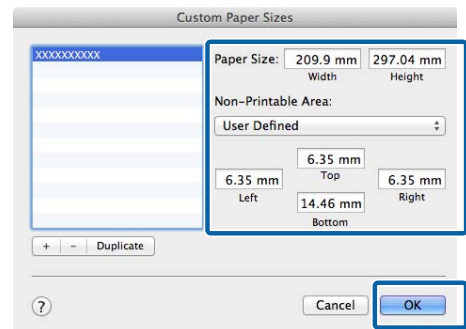 Custom Paper Sizes
XXXXXXXXXX
Paper Size: 209.9 mm 297.04 mm
Width Height
Non-Printable Area:
User Defined
6.35 mm
Top
6.35 mm 6.35 mm
Left Right
14.46 mm
Bottom
+ - Duplicate
? Cancel OK